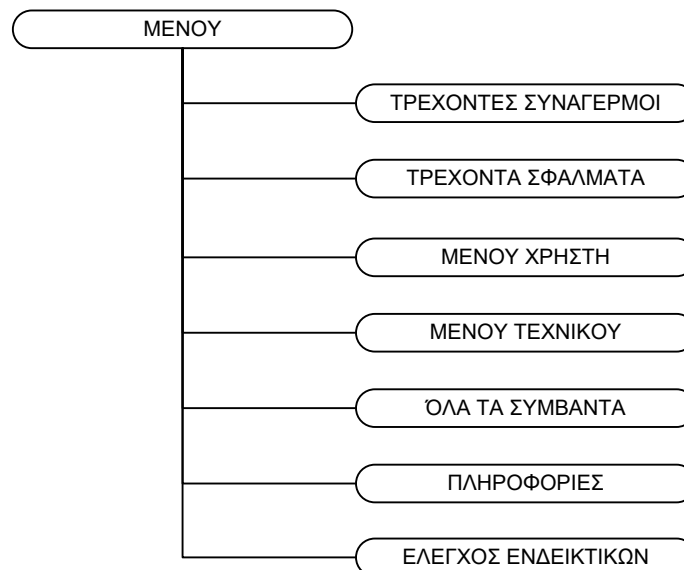 ΜΕΝΟΥ
ΤΡΕΧΟΝΤΕΣ ΣΥΝΑΓΕΡΜΟΙ
ΤΡΕΧΟΝΤΑ ΣΦΑΛΜΑΤΑ
ΜΕΝΟΥ ΧΡΗΣΤΗ
ΜΕΝΟΥ ΤΕΧΝΙΚΟΥ
ΌΛΑ ΤΑ ΣΥΜΒΑΝΤΑ
ΠΛΗΡΟΦΟΡΙΕΣ
ΕΛΕΓΧΟΣ ΕΝΔΕΙΚΤΙΚΩΝ